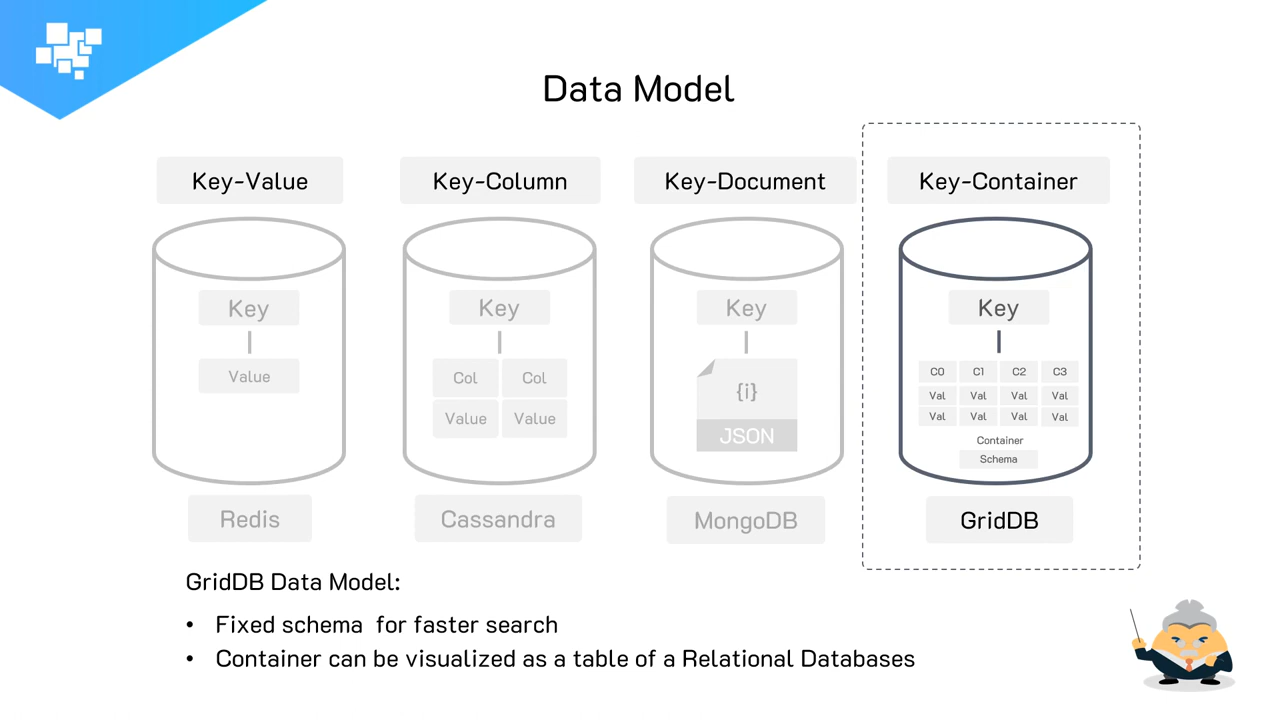 Data Model
Key-Value
Key-Column
Key-Document
Key-Container
Key
Value
Redis
Key
Col Col
Value Value
Cassandra
Key
{i}
JSON
MongoDB
Key
C0 C1 C2 C3
Val Val Val Val
Val Val Val Val
Container
Schema
GridDB
GridDB Data Model:
• Fixed schema for faster search
• Container can be visualized as a table of a Relational Databases